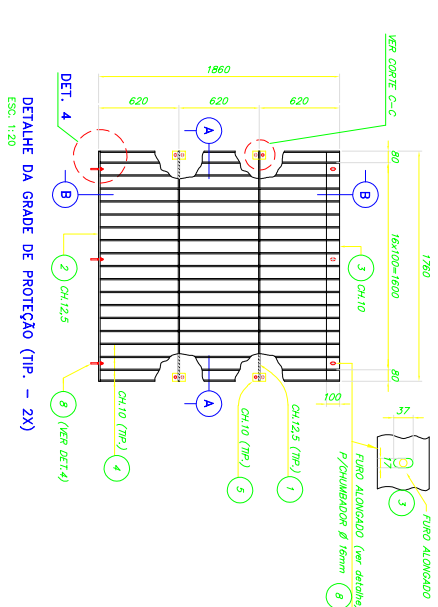 1860
620
620
620
VER CORTE C-C
DET. 4
A
B
B
A
80
16x100=1600
80
1760
100
2
CH.12,5
3
CH.10
8
(VER DET.4)
CH.10 (TIP.)
4
CH.10 (TIP.)
5
CH.12,5 (TIP.)
1
FURO ALONGADO (ver detalhe
P/CHUMBADOR Ø 16mm
8
37
17
3
FURO ALONGADO
DETALHE DA GRADE DE PROTEÇÃO (TIP. - 2X)
ESC. 1:20